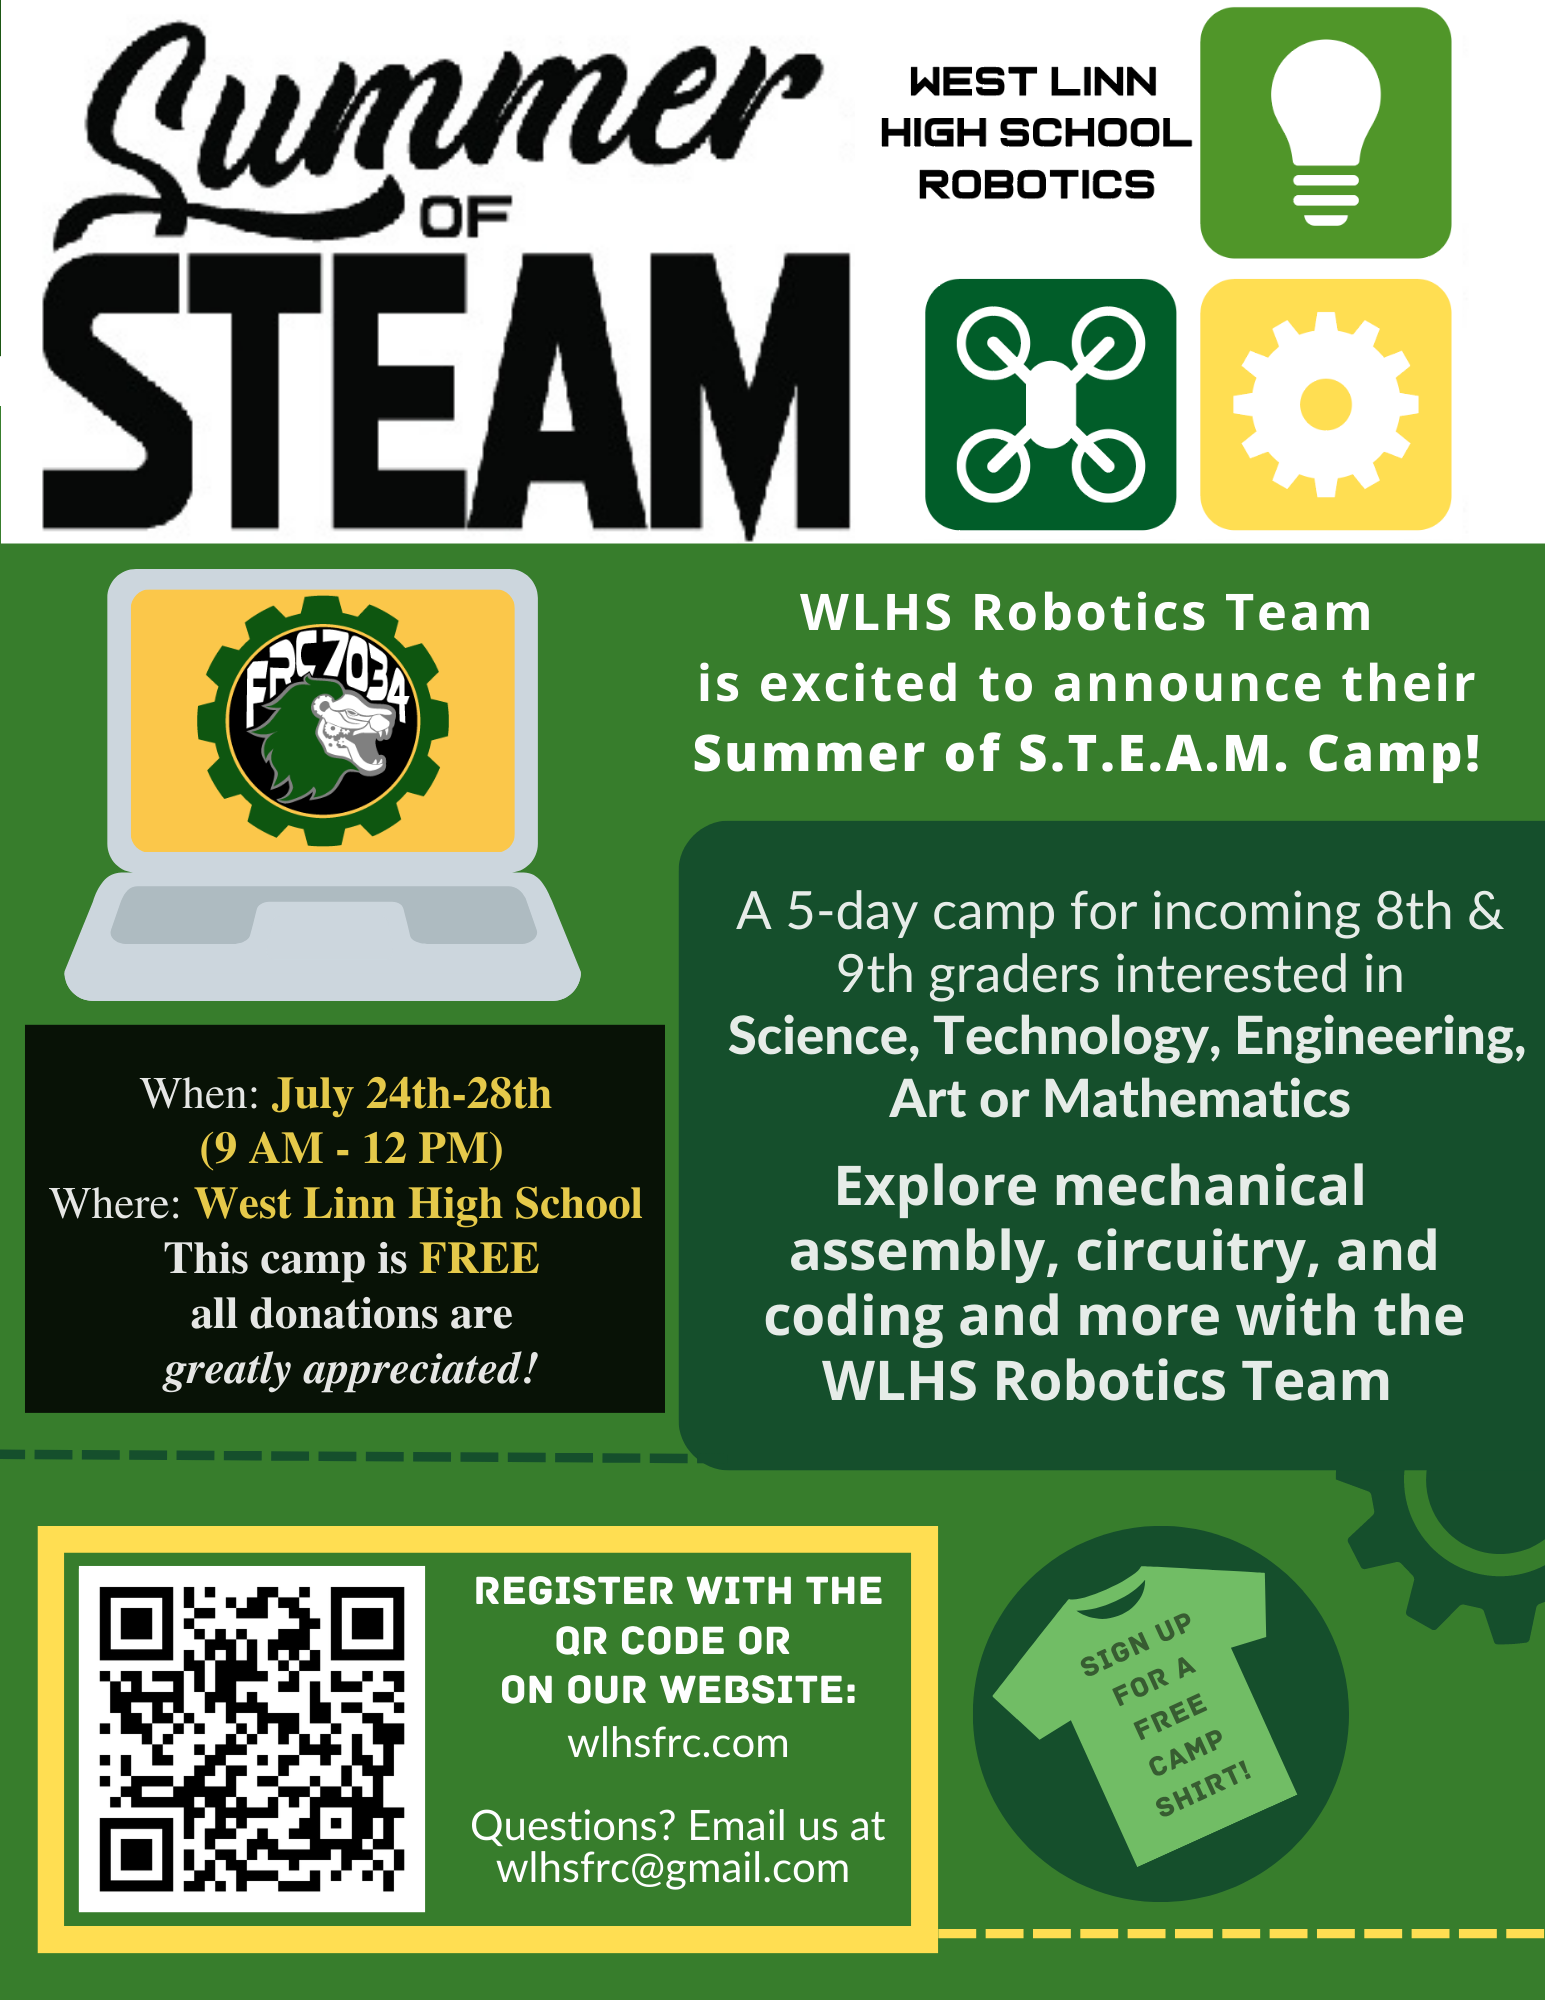 Summer
OF
STEAM
WEST LINN
HIGH SCHOOL
ROBOTICS
FRC 7034
WLHS Robotics Team
is excited to announce their
Summer of S.T.E.A.M. Camp!
A 5-day camp for incoming 8th &
9th graders interested in
Science, Technology, Engineering,
Art or Mathematics
Explore mechanical
assembly, circuitry, and
coding and more with the
WLHS Robotics Team
When: July 24th-28th
(9 AM - 12 PM)
Where: West Linn High School
This camp is FREE
all donations are
greatly appreciated!
REGISTER WITH THE
QR CODE OR
ON OUR WEBSITE:
wlhsfrc.com
Questions? Email us at
wlhsfrc@gmail.com
SIGN UP
FOR A
FREE
CAMP
SHIRT!